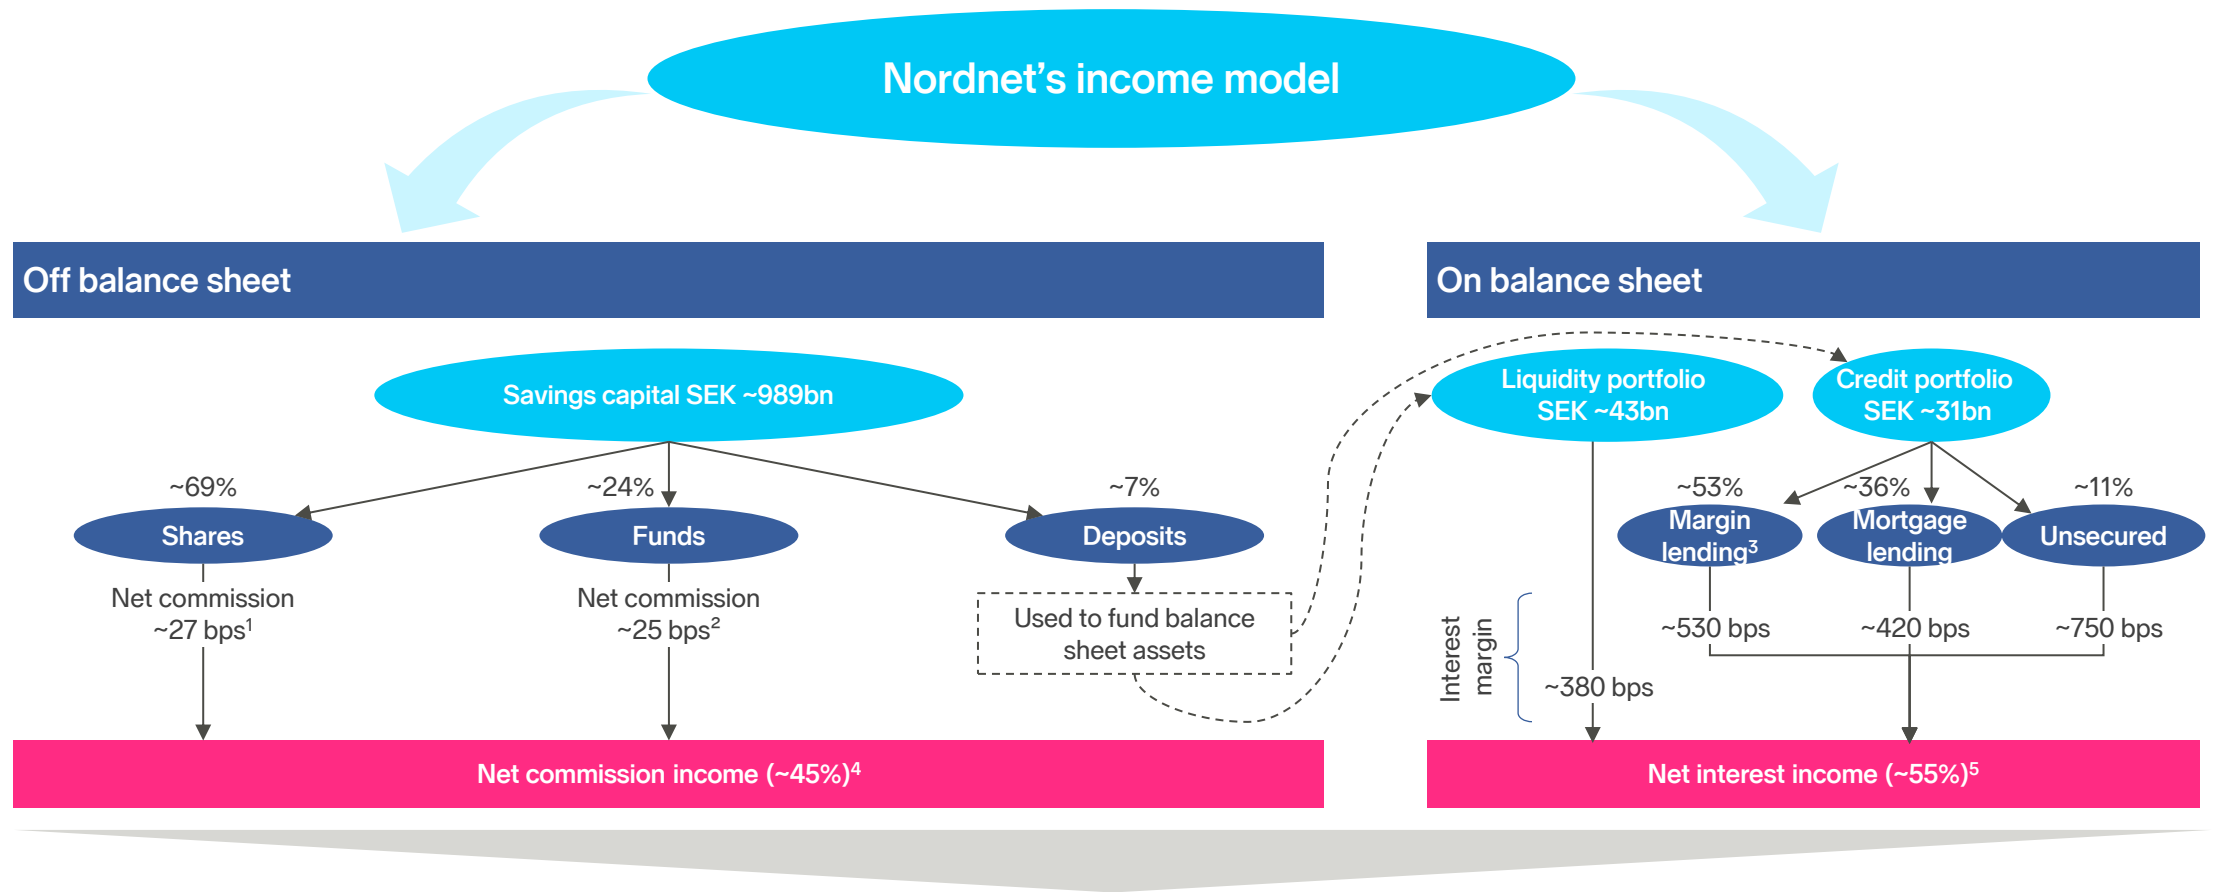 Nordnet's income model
Off balance sheet
On balance sheet
Savings capital SEK ~989bn
Liquidity portfolio
SEK ~43bn
Credit portfolio
SEK ~31bn
~69%
~24%
~7%
~53%
~36%
~11%
Shares
Funds
Deposits
Margin
lending³
Mortgage
lending
Unsecured
Net commission
~27 bps¹
Net commission
~25 bps²
Used to fund balance
sheet assets
Interest
margin
~380 bps
~530 bps
~420 bps
~750 bps
Net commission income (~45%)⁴
Net interest income (~55%)⁵